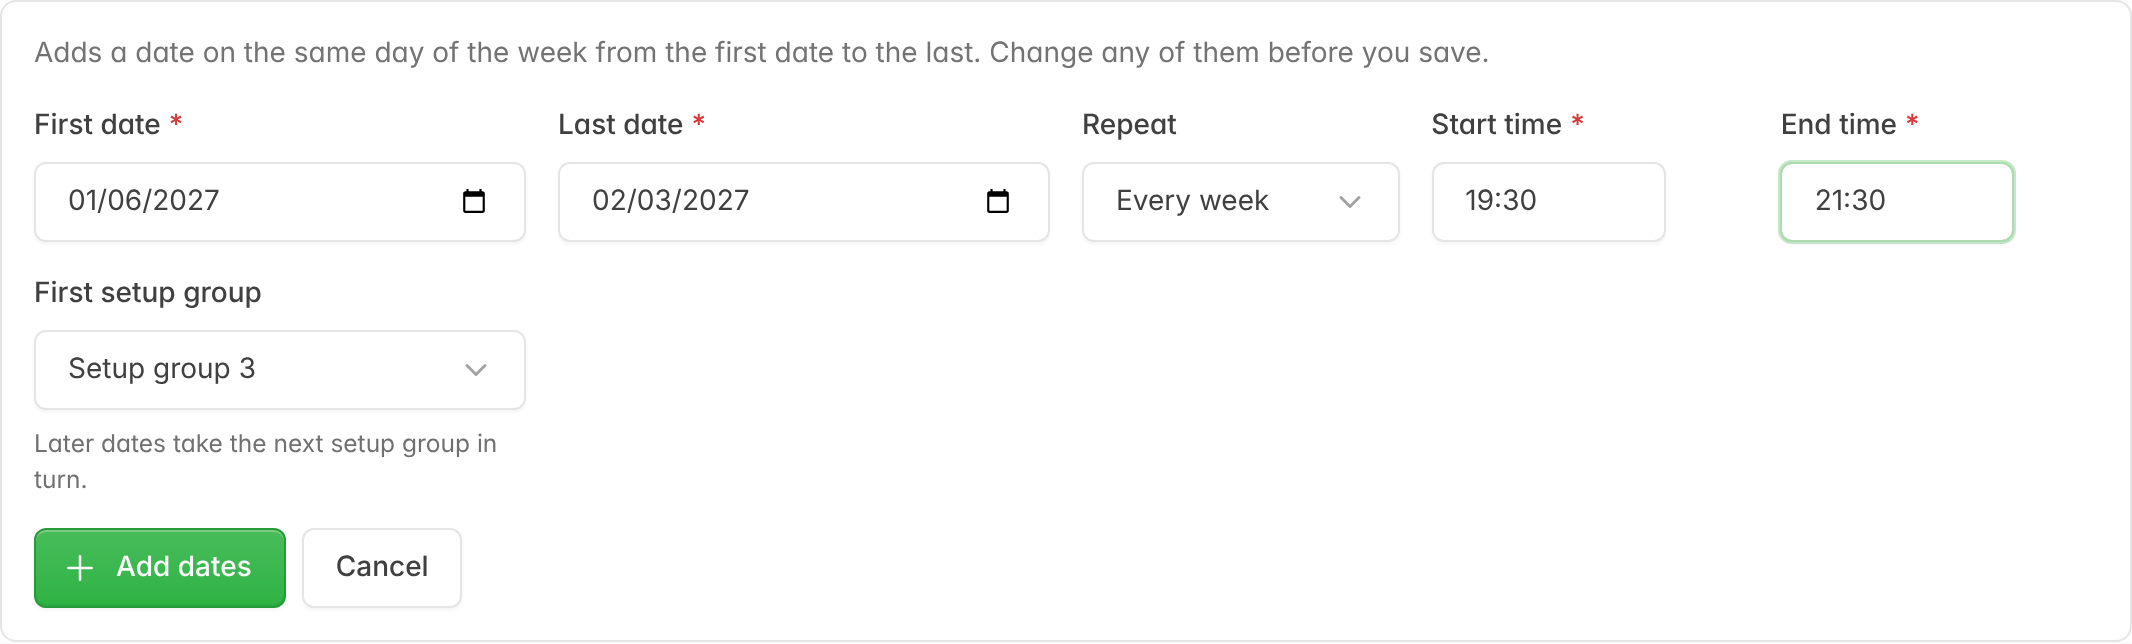 Adds a date on the same day of the week from the first date to the last. Change any of them before you save.
First date *
Last date *
Repeat
Start time *
End time *
01/06/2027
02/03/2027
Every week
19:30
21:30
First setup group
Setup group 3
Later dates take the next setup group in
turn.
Add dates
Cancel